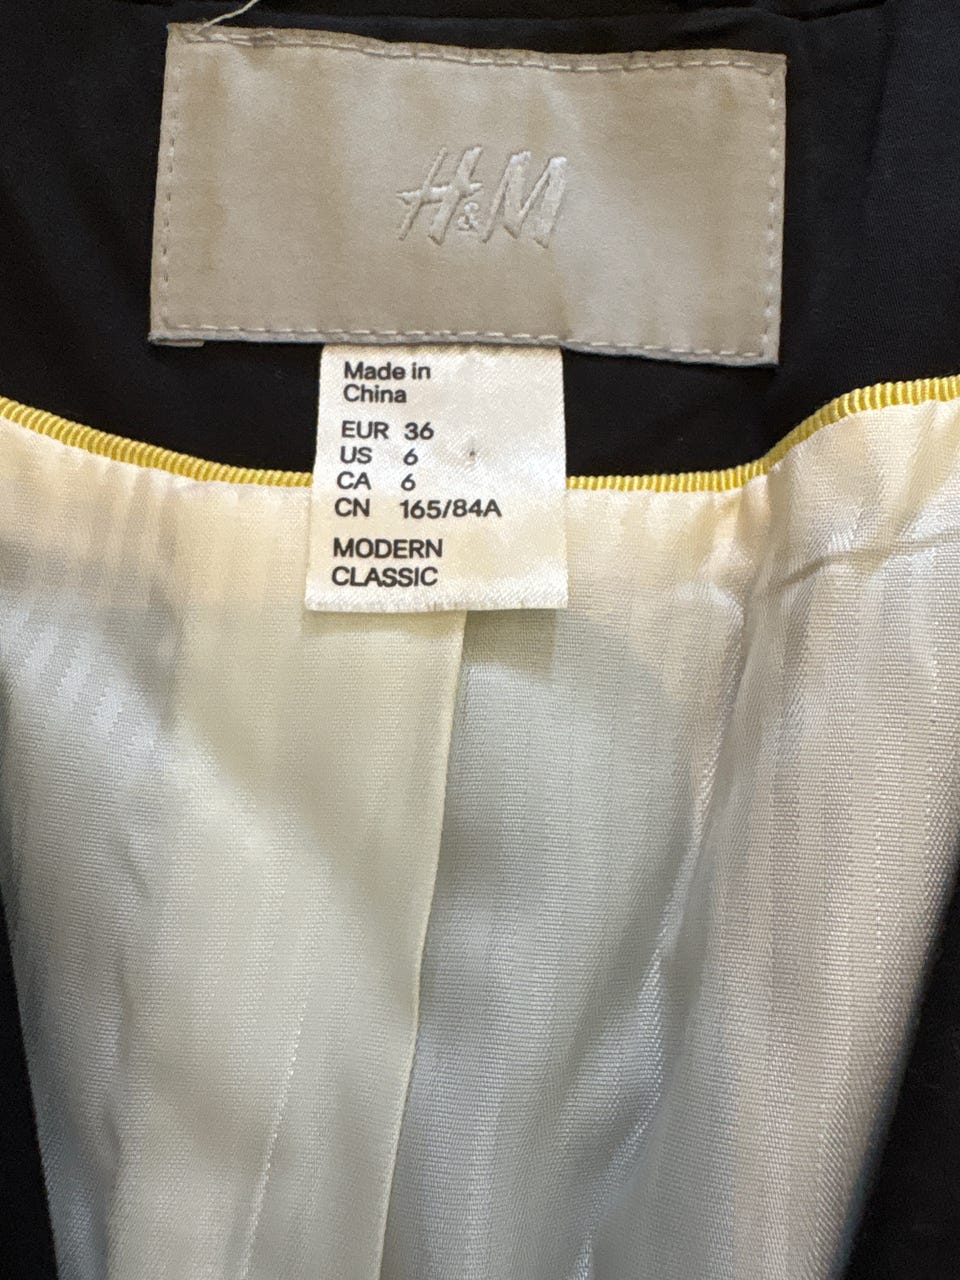 H&M
Made in
China
EUR 36
US 6
CA 6
CN 165/84A
MODERN
CLASSIC